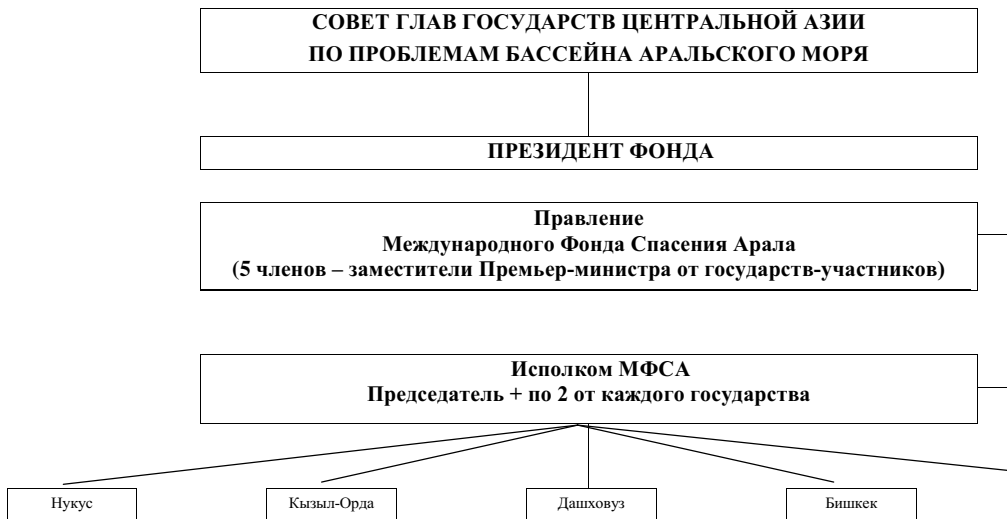 СОВЕТ ГЛАВ ГОСУДАРСТВ ЦЕНТРАЛЬНОЙ АЗИИ
ПО ПРОБЛЕМАМ БАССЕЙНА АРАЛЬСКОГО МОРЯ
ПРЕЗИДЕНТ ФОНДА
Правление
Международного Фонда Спасения Арала
(5 членов – заместители Премьер-министра от государств-участников)
Исполком МФСА
Председатель + по 2 от каждого государства
Нукус
Кызыл-Орда
Дашховуз
Бишкек